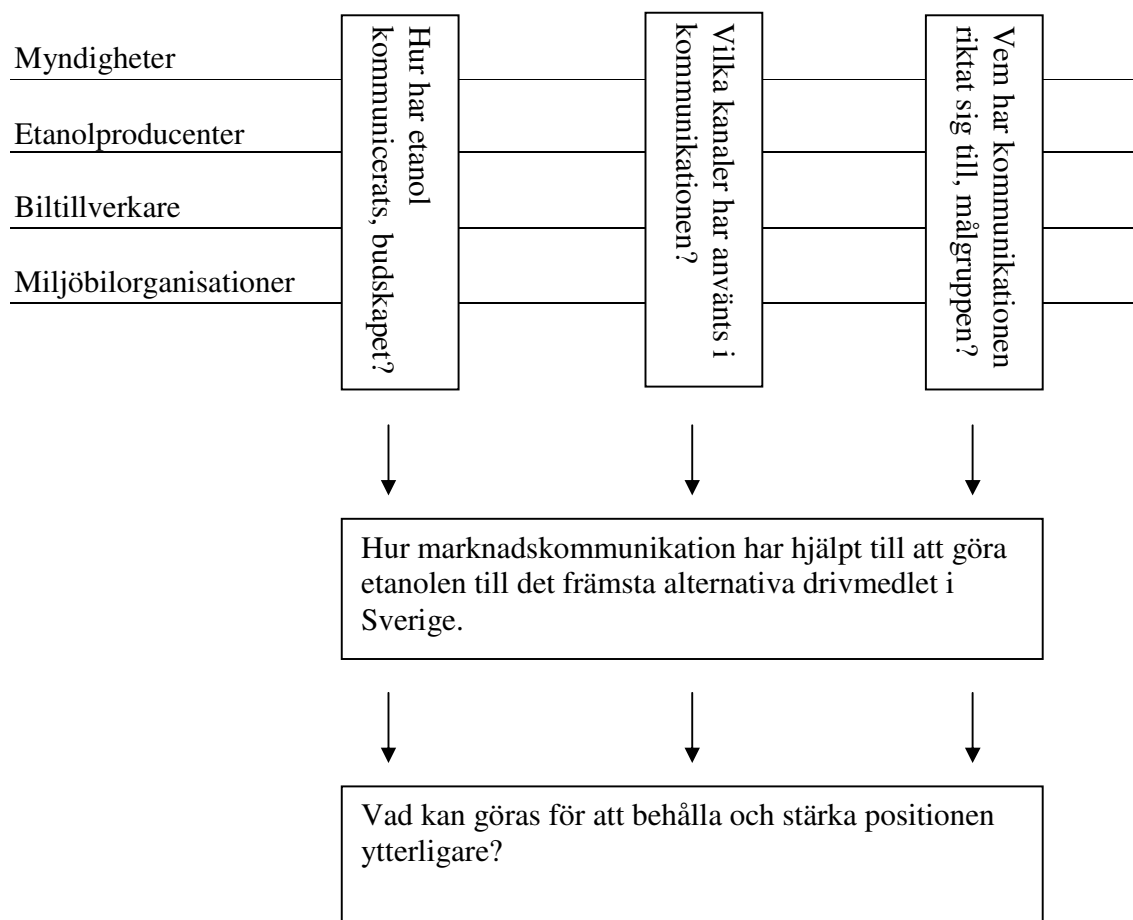 Myndigheter
Etanolproducenter
Biltillverkare
Miljöbilorganisationer
Hur har etanol
kommunicerats, budskapet?
Vilka kanaler har använts i
kommunikationen?
Vem har kommunikationen
riktat sig till, målgruppen?
Hur marknadskommunikation har hjälpt till att göra
etanolen till det främsta alternativa drivmedlet i
Sverige.
Vad kan göras för att behålla och stärka positionen
ytterligare?